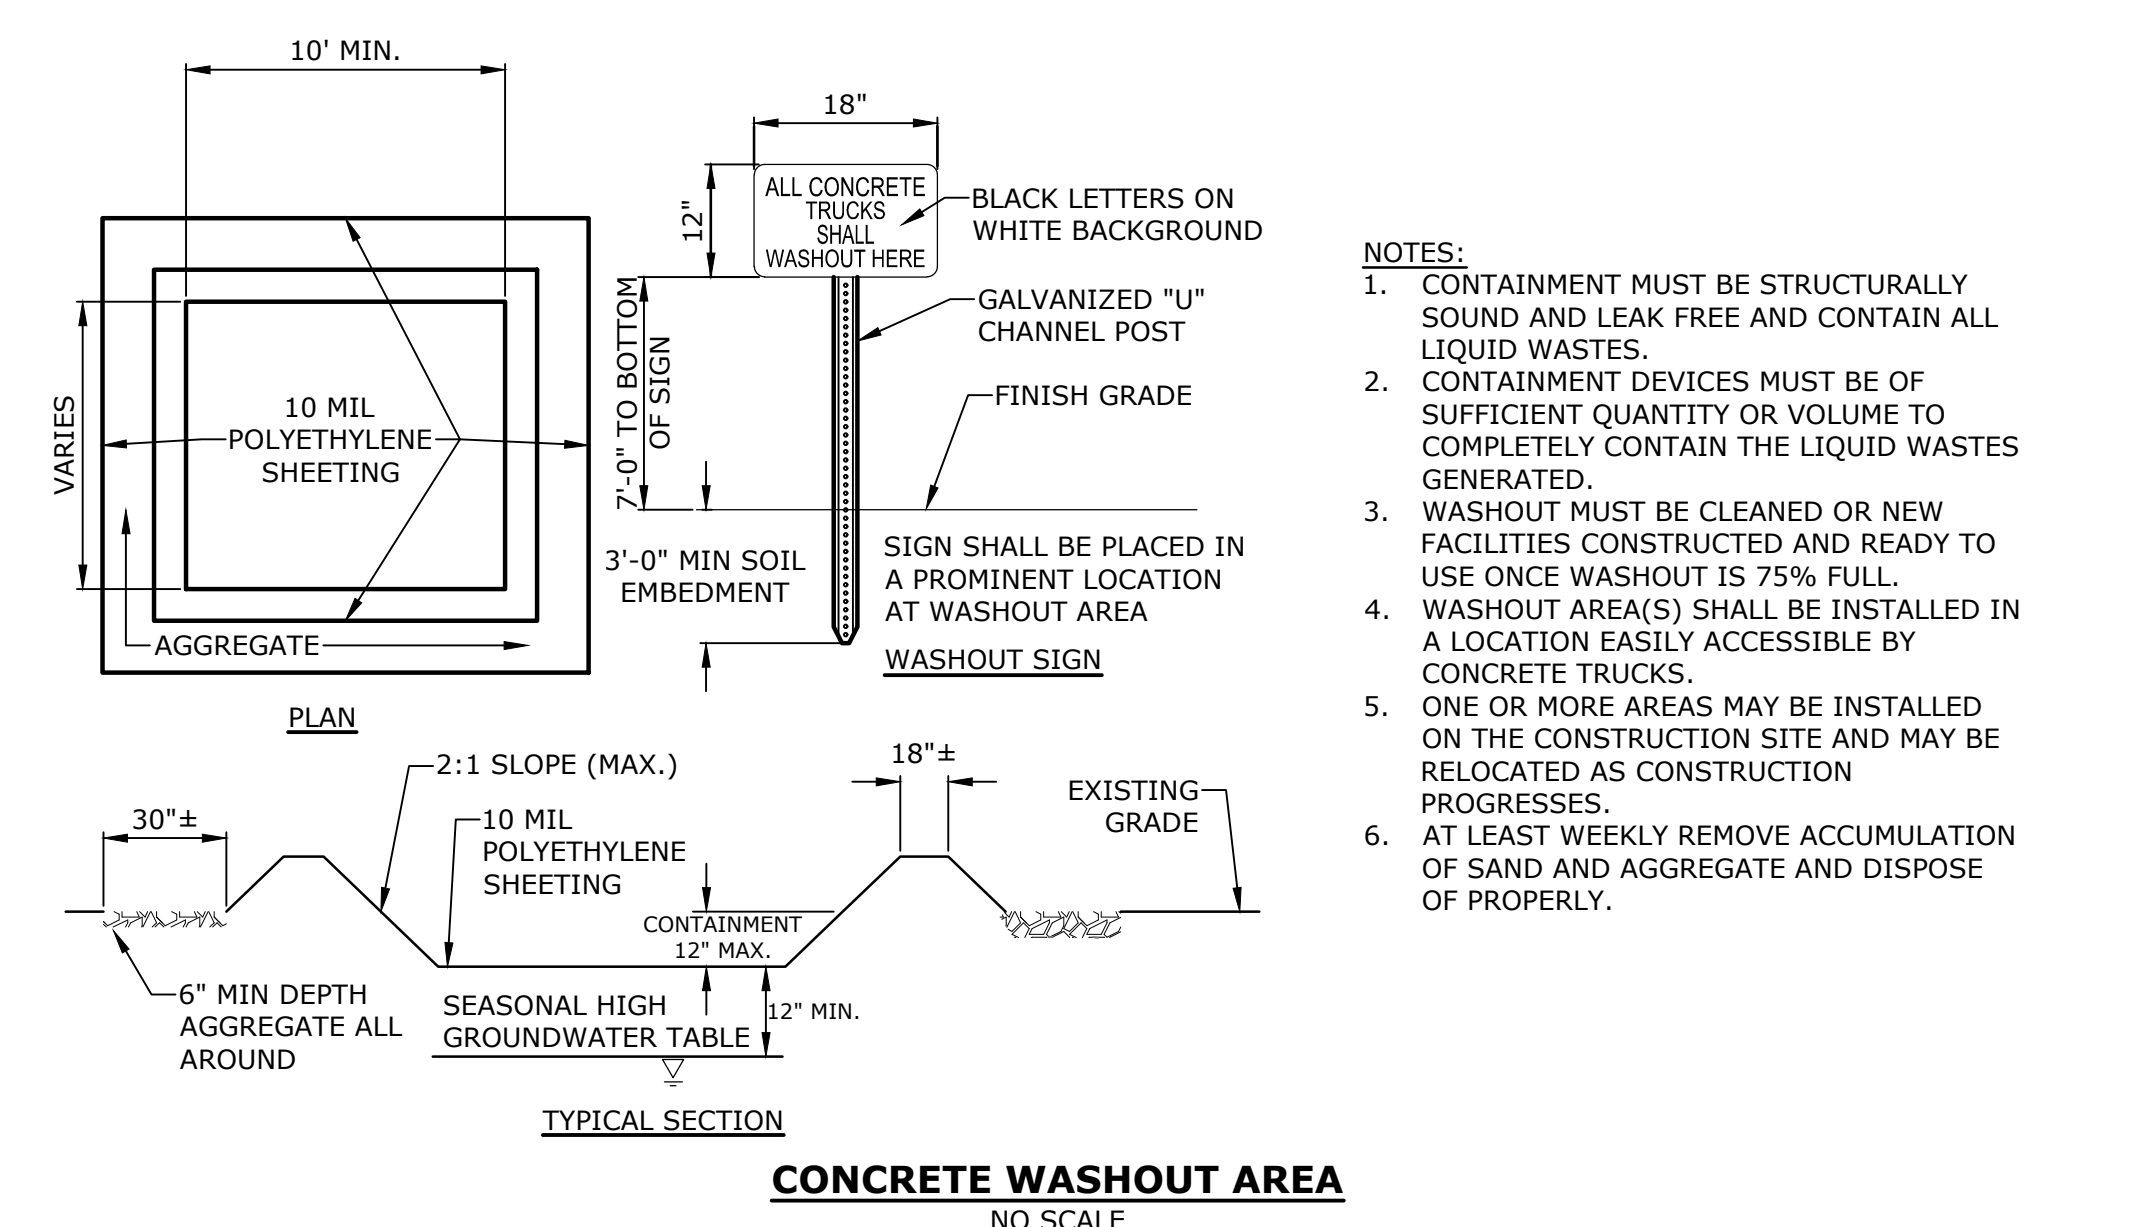 10' MIN.
VARIES
10 MIL
POLYETHYLENE
SHEETING
AGGREGATE
PLAN
18"
12"
ALL CONCRETE
TRUCKS
SHALL
WASHOUT HERE
BLACK LETTERS ON
WHITE BACKGROUND
GALVANIZED "U"
CHANNEL POST
7'-0" TO BOTTOM
OF SIGN
FINISH GRADE
3'-0" MIN SOIL
EMBEDMENT
SIGN SHALL BE PLACED IN
A PROMINENT LOCATION
AT WASHOUT AREA
WASHOUT SIGN
2:1 SLOPE (MAX.)
30"±
10 MIL
POLYETHYLENE
SHEETING
18"±
EXISTING
GRADE
CONTAINMENT
12" MAX.
6" MIN DEPTH
AGGREGATE ALL
AROUND
SEASONAL HIGH
GROUNDWATER TABLE
12" MIN.
TYPICAL SECTION
NOTES:
1. CONTAINMENT MUST BE STRUCTURALLY
SOUND AND LEAK FREE AND CONTAIN ALL
LIQUID WASTES.
2. CONTAINMENT DEVICES MUST BE OF
SUFFICIENT QUANTITY OR VOLUME TO
COMPLETELY CONTAIN THE LIQUID WASTES
GENERATED.
3. WASHOUT MUST BE CLEANED OR NEW
FACILITIES CONSTRUCTED AND READY TO
USE ONCE WASHOUT IS 75% FULL.
4. WASHOUT AREA(S) SHALL BE INSTALLED IN
A LOCATION EASILY ACCESSIBLE BY
CONCRETE TRUCKS.
5. ONE OR MORE AREAS MAY BE INSTALLED
ON THE CONSTRUCTION SITE AND MAY BE
RELOCATED AS CONSTRUCTION
PROGRESSES.
6. AT LEAST WEEKLY REMOVE ACCUMULATION
OF SAND AND AGGREGATE AND DISPOSE
OF PROPERLY.
CONCRETE WASHOUT AREA
NO SCALE